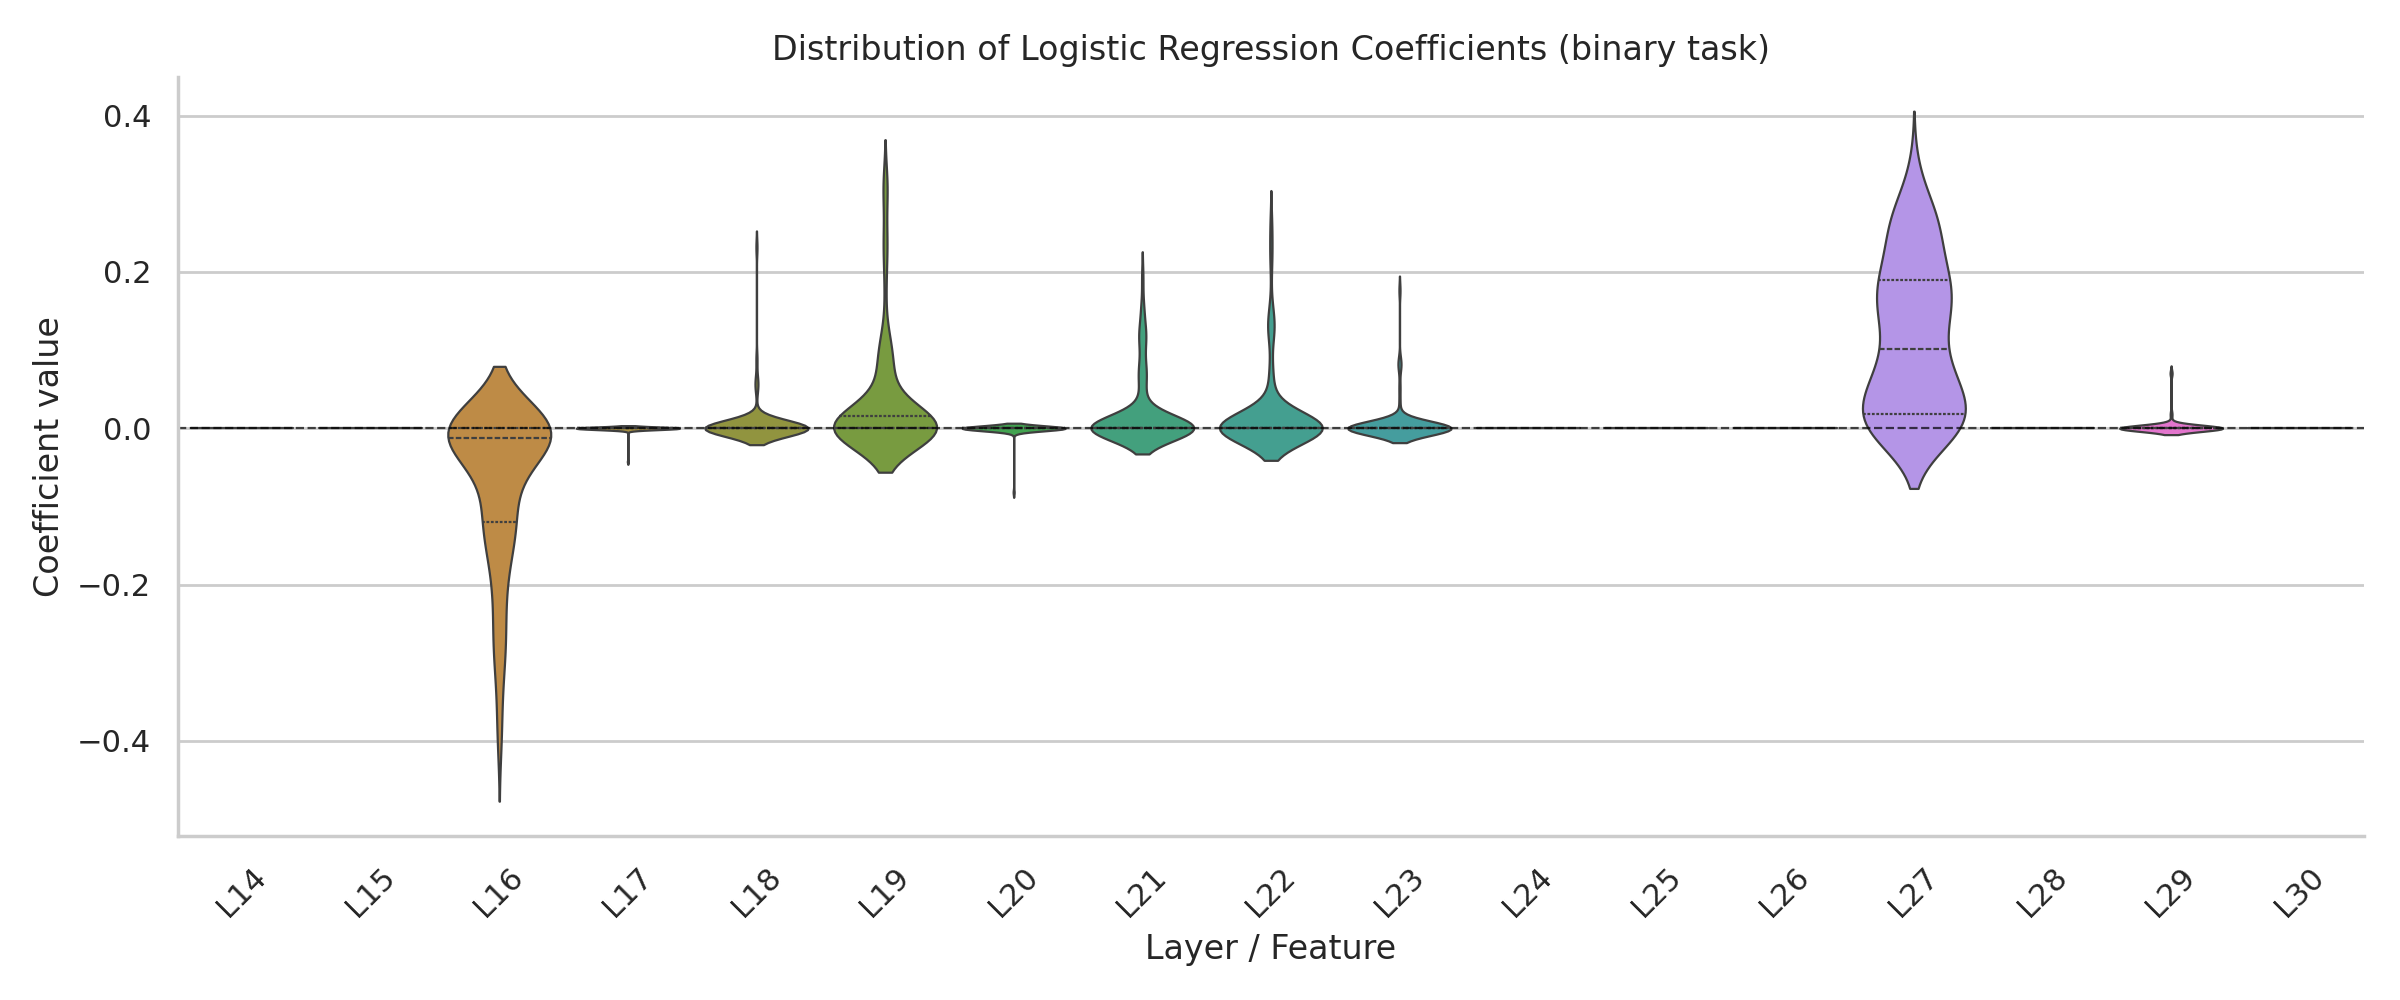 Distribution of Logistic Regression Coefficients (binary task)
Coefficient value
0.4
0.2
0.0
−0.2
−0.4
L14
L15
L16
L17
L18
L19
L20
L21
L22
L23
L24
L25
L26
L27
L28
L29
L30
Layer / Feature